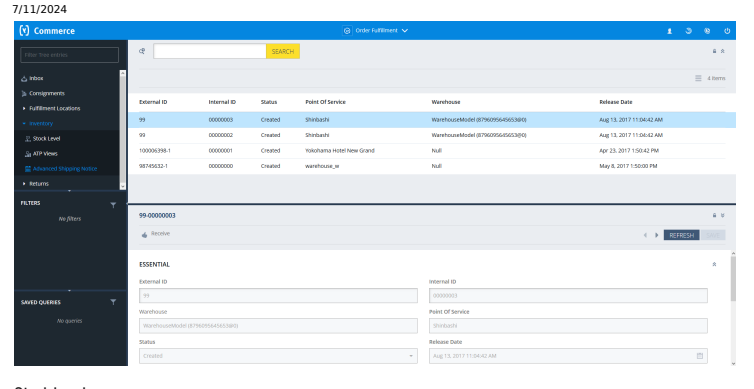 7/11/2024
{y} Commerce
Order Fulfillment
Filter Tree entries
SEARCH
Inbox
Consignments
Fulfillment Locations
Inventory
Stock Level
ATP Views
Advanced Shipping Notice
Returns
4 items
External ID Internal ID Status Point Of Service Warehouse Release Date
99 00000003 Created Shinbashi WarehouseModel (8796095645653@0) Aug 13, 2017 11:04:42 AM
99 00000002 Created Shinbashi WarehouseModel (8796095645653@0) Aug 13, 2017 11:04:42 AM
100006398-1 00000001 Created Yokohama Hotel New Grand Null Apr 23, 2017 1:50:42 PM
98745632-1 00000000 Created warehouse_w Null May 8, 2017 1:50:00 PM
FILTERS
No filters
SAVED QUERIES
No queries
99-00000003
Receive
REFRESH
ESSENTIAL
External ID Internal ID
99 00000003
Warehouse Point Of Service
WarehouseModel (8796095645653@0) Shinbashi
Status Release Date
Created Aug 13, 2017 11:04:42 AM